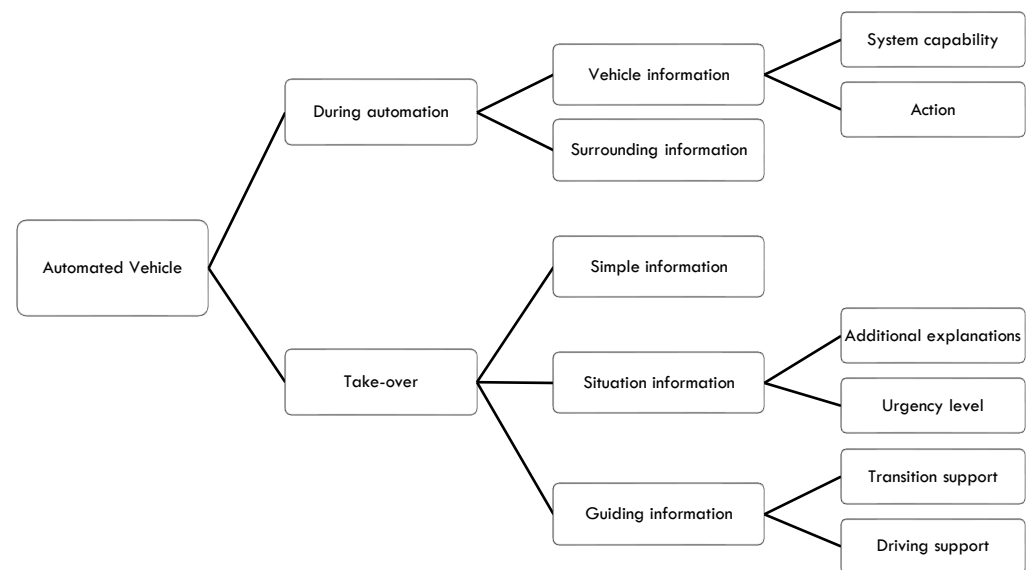 Automated Vehicle
During automation
Vehicle information
System capability
Action
Surrounding information
Take-over
Simple information
Situation information
Additional explanations
Urgency level
Guiding information
Transition support
Driving support